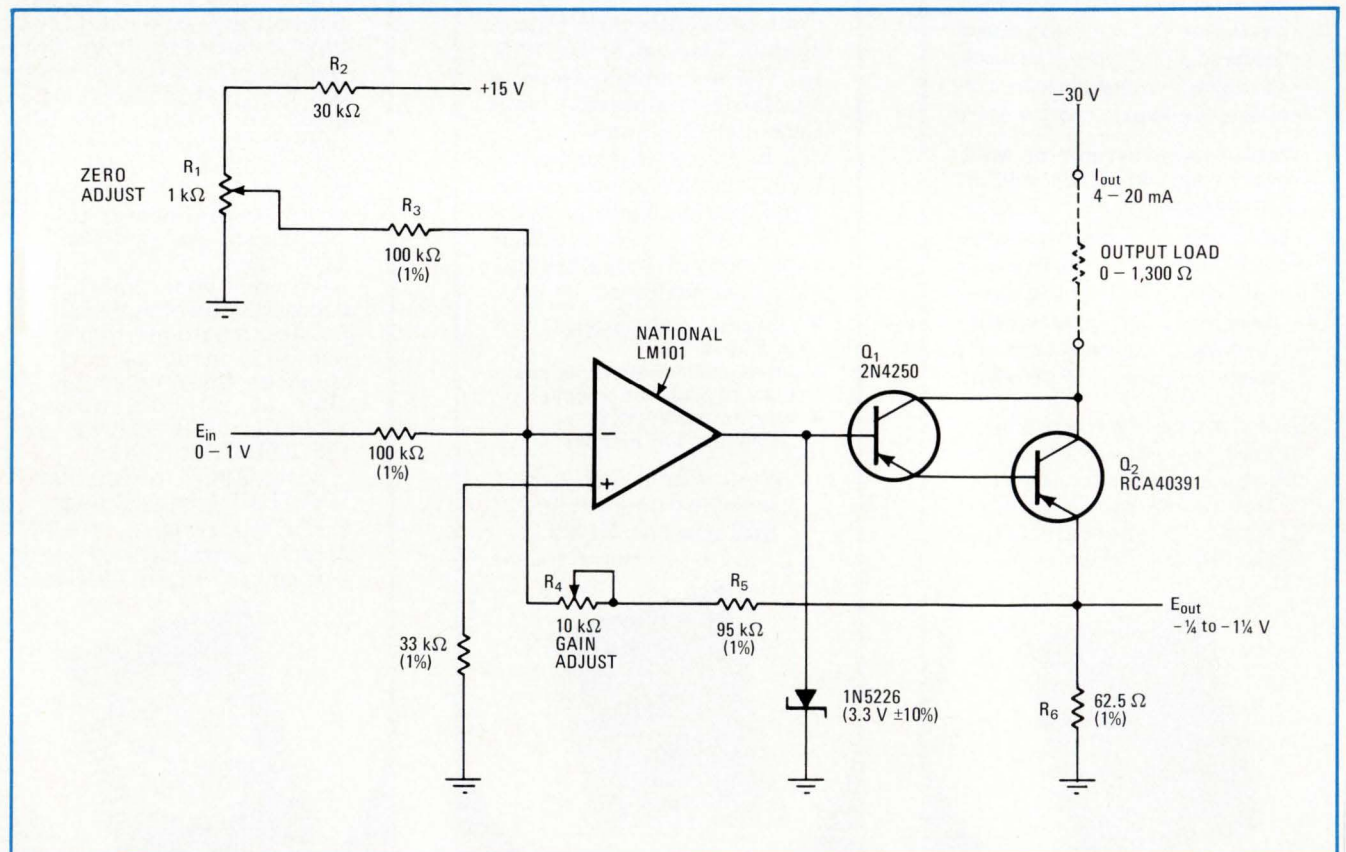 R2
30 kΩ
+15 V
ZERO
ADJUST
R1
1 kΩ
R3
100 kΩ
(1%)
−30 V
Iout
4 – 20 mA
OUTPUT LOAD
0 – 1,300 Ω
NATIONAL
LM101
Q1
2N4250
Ein
0 – 1 V
100 kΩ
(1%)
−
+
Q2
RCA40391
R4
10 kΩ
GAIN
ADJUST
R5
95 kΩ
(1%)
Eout
−¼ to −1¼ V
33 kΩ
(1%)
1N5226
(3.3 V ±10%)
R6
62.5 Ω
(1%)